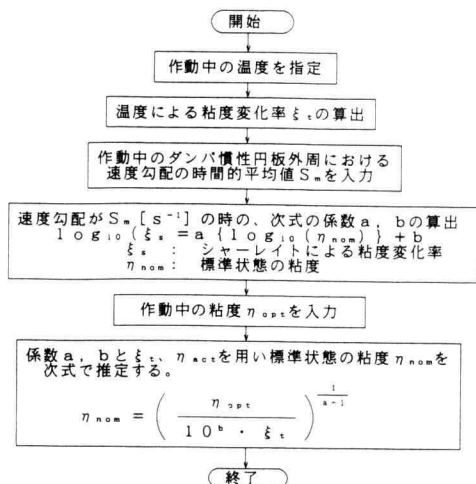 開始
作動中の温度を指定
温度による粘度変化率ξtの算出
作動中のダンパ慣性円板外周における
速度勾配の時間的平均値Smを入力
速度勾配がSm[s⁻¹]の時の、次式の係数a, bの算出
log10(ξs=a{log10(ηnom)}+b
ξs : シャーレイトによる粘度変化率
ηnom: 標準状態の粘度
作動中の粘度ηoptを入力
係数a, bとξt、ηactを用い標準状態の粘度ηnomを
次式で推定する。
ηnom=(ηopt/10^b・ξt)^(1/(a+1))
終了